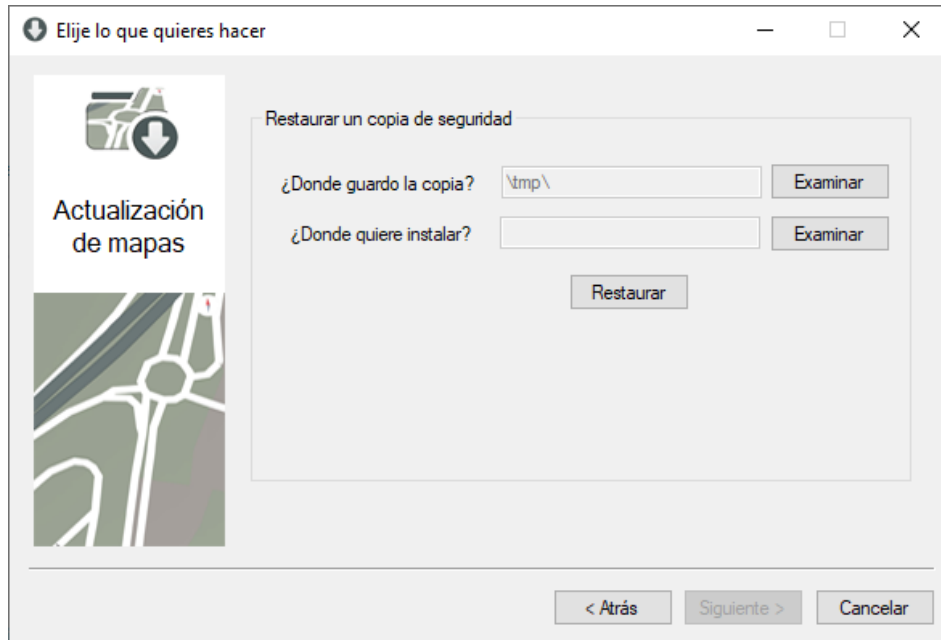 Elije lo que quieres hacer
Actualización
de mapas
Restaurar un copia de seguridad
¿Donde guardo la copia?
\tmp\
Examinar
¿Donde quiere instalar?
Examinar
Restaurar
< Atrás
Siguiente >
Cancelar